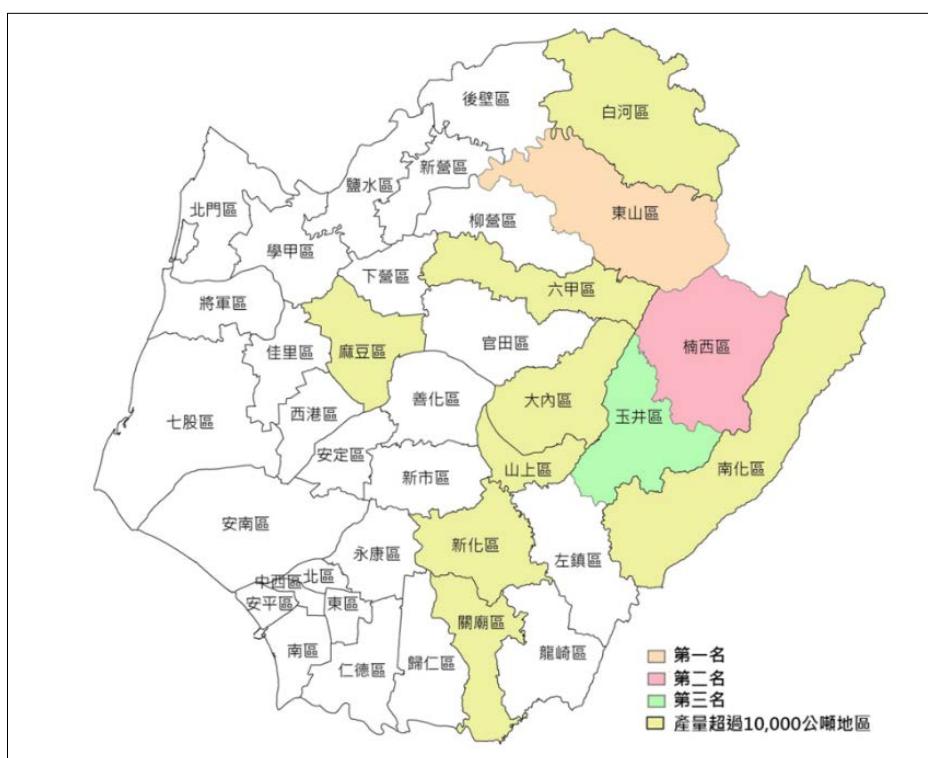 後壁區
白河區
新營區
鹽水區
北門區
柳營區
東山區
學甲區
下營區
六甲區
將軍區
官田區
佳里區
麻豆區
楠西區
大內區
善化區
西港區
玉井區
七股區
安定區
山上區
南化區
新市區
安南區
永康區
新化區
左鎮區
北區
中西區
安平區
東區
關廟區
南區
龍崎區
仁德區
歸仁區
第一名
第二名
第三名
產量超過10,000公噸地區